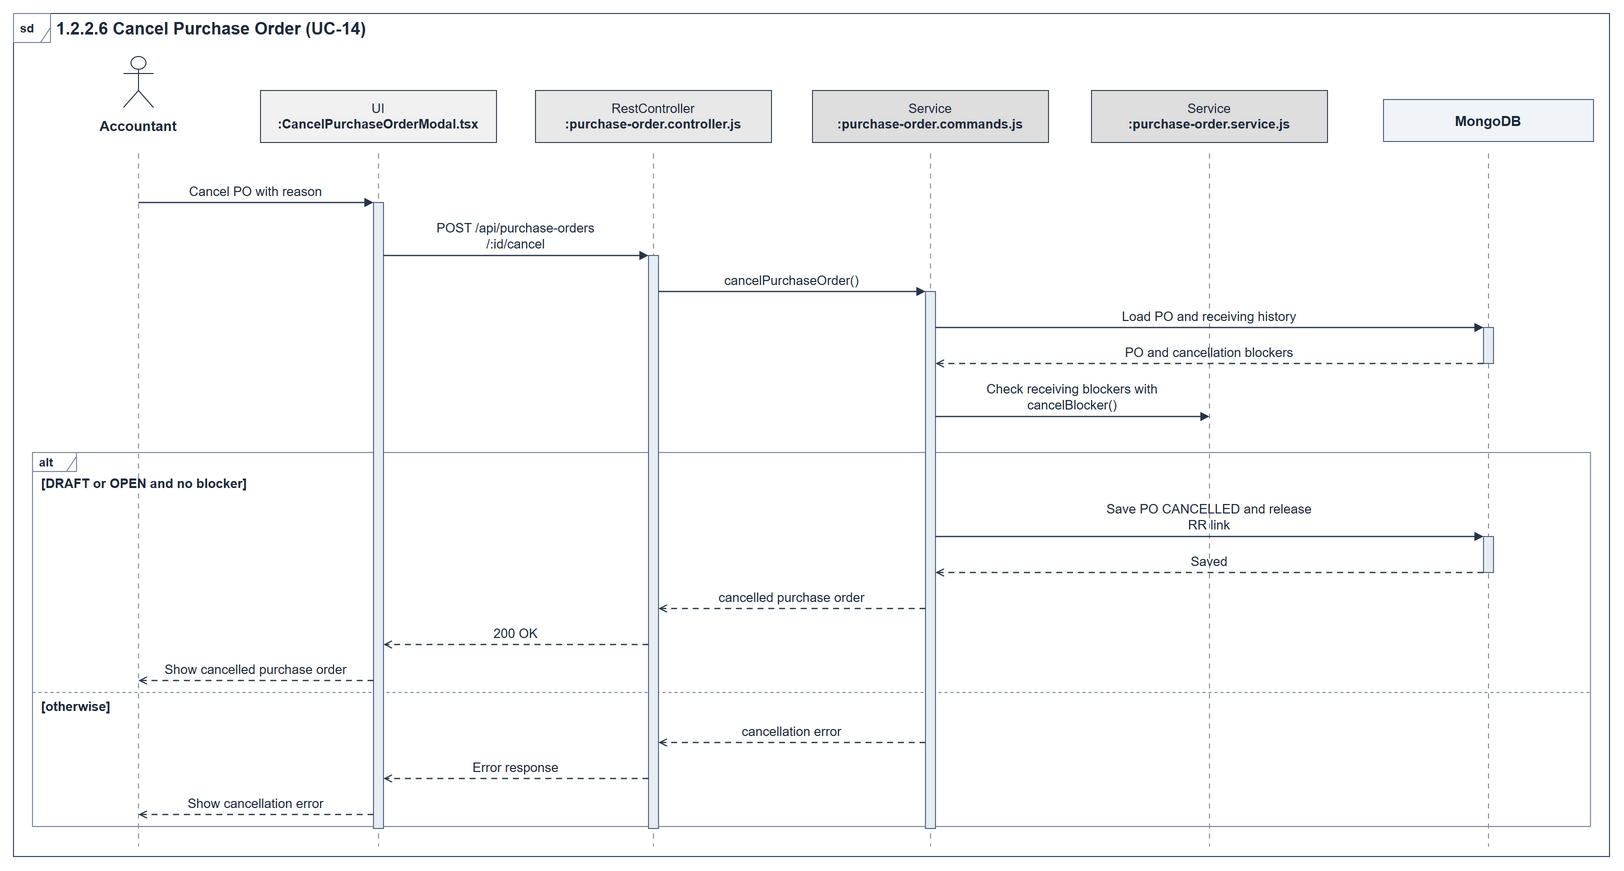 sd
1.2.2.6 Cancel Purchase Order (UC-14)
Accountant
UI
:CancelPurchaseOrderModal.tsx
RestController
:purchase-order.controller.js
Service
:purchase-order.commands.js
Service
:purchase-order.service.js
MongoDB
Cancel PO with reason
POST /api/purchase-orders
/:id/cancel
cancelPurchaseOrder()
Load PO and receiving history
PO and cancellation blockers
Check receiving blockers with
cancelBlocker()
alt
[DRAFT or OPEN and no blocker]
Save PO CANCELLED and release
RR link
Saved
cancelled purchase order
200 OK
Show cancelled purchase order
[otherwise]
cancellation error
Error response
Show cancellation error